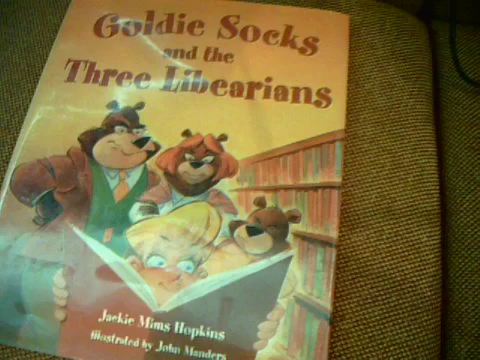 Goldie Socks
and the
Three Libearians
Jackie Mims Hopkins
illustrated by John Manders